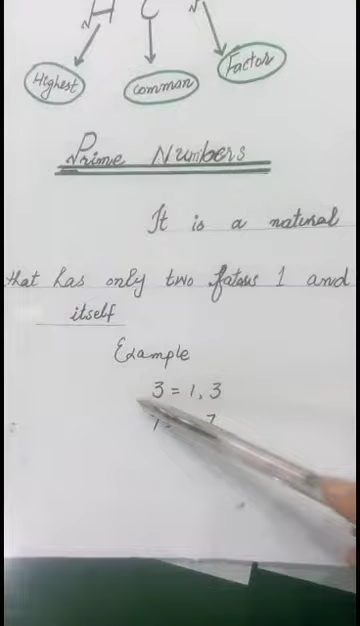 H C F
Highest common Factor
Prime Numbers
It is a natural
that has only two fatous 1 and
itself
Example
3 = 1, 3
7